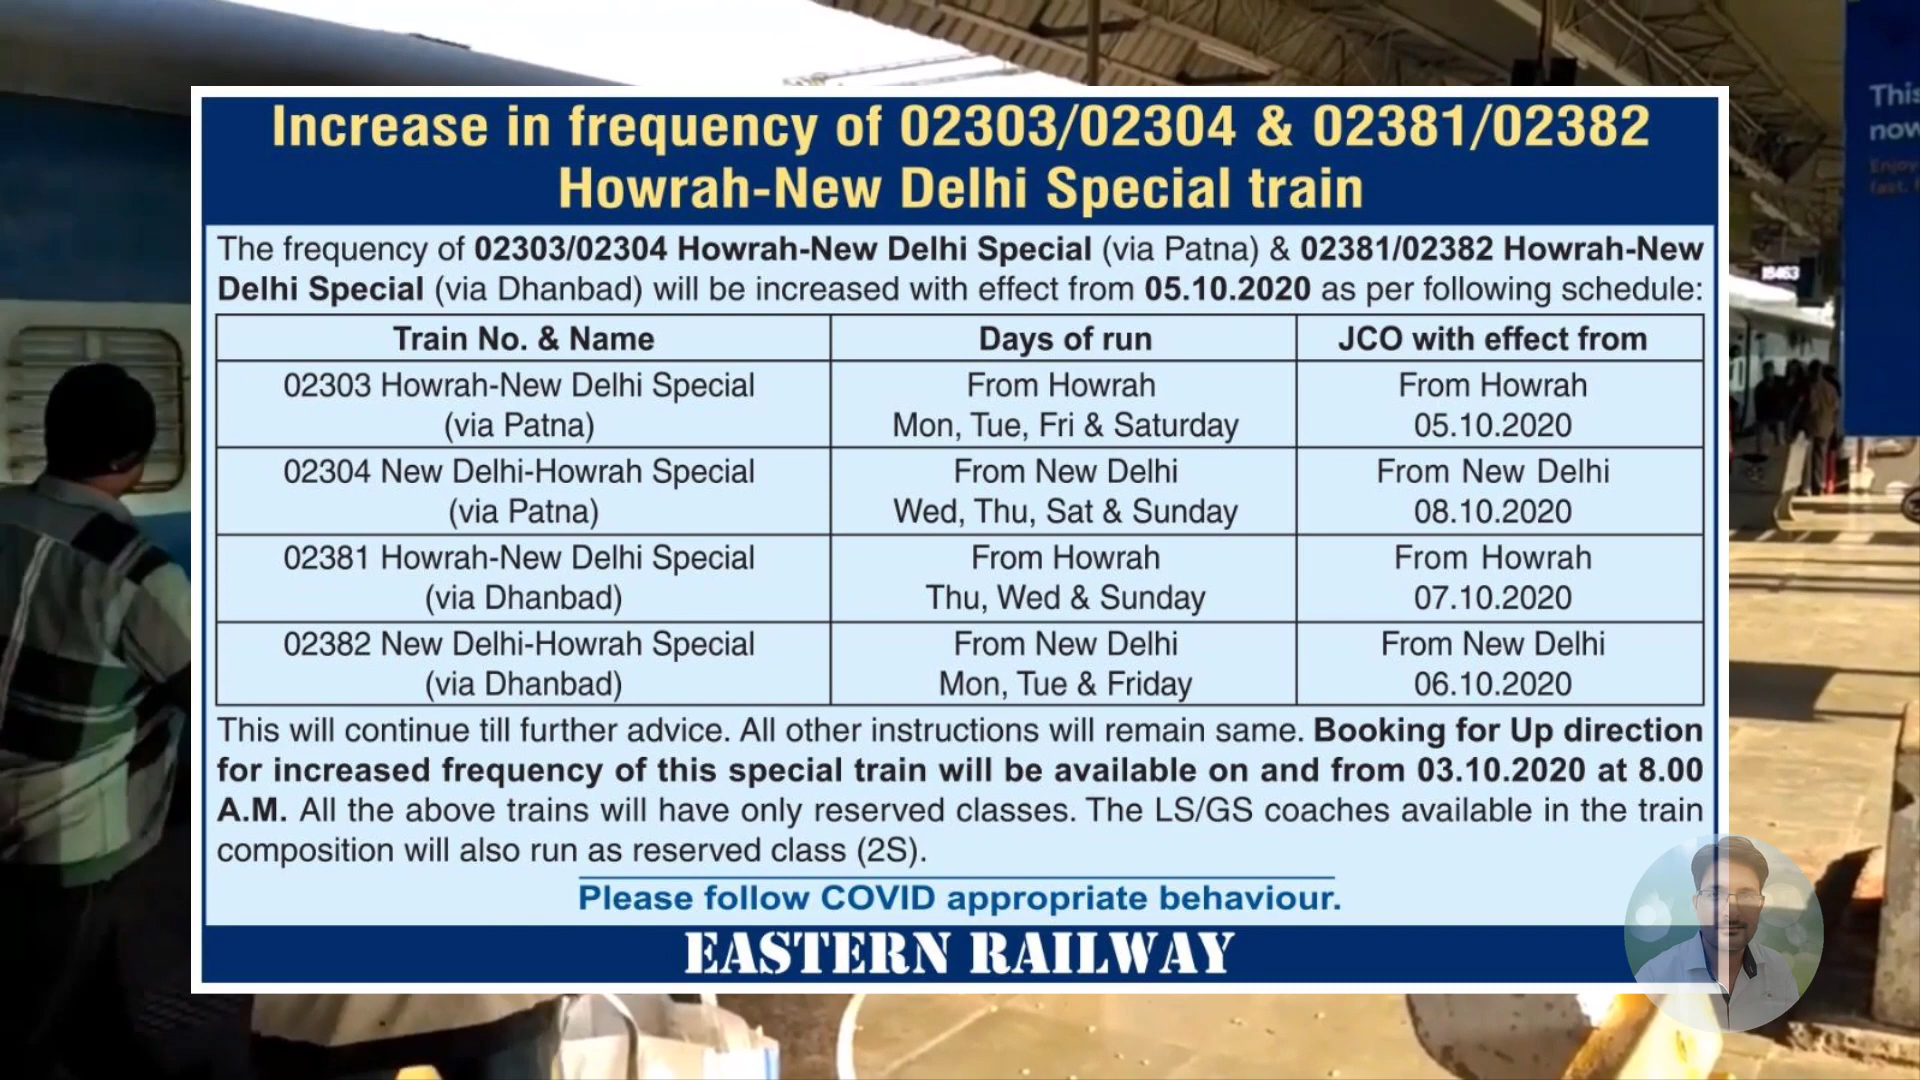 Increase in frequency of 02303/02304 & 02381/02382
Howrah-New Delhi Special train
The frequency of 02303/02304 Howrah-New Delhi Special (via Patna) & 02381/02382 Howrah-New
Delhi Special (via Dhanbad) will be increased with effect from 05.10.2020 as per following schedule:
Train No. & Name Days of run JCO with effect from
02303 Howrah-New Delhi Special From Howrah From Howrah
(via Patna) Mon, Tue, Fri & Saturday 05.10.2020
02304 New Delhi-Howrah Special From New Delhi From New Delhi
(via Patna) Wed, Thu, Sat & Sunday 08.10.2020
02381 Howrah-New Delhi Special From Howrah From Howrah
(via Dhanbad) Thu, Wed & Sunday 07.10.2020
02382 New Delhi-Howrah Special From New Delhi From New Delhi
(via Dhanbad) Mon, Tue & Friday 06.10.2020
This will continue till further advice. All other instructions will remain same. Booking for Up direction
for increased frequency of this special train will be available on and from 03.10.2020 at 8.00
A.M. All the above trains will have only reserved classes. The LS/GS coaches available in the train
composition will also run as reserved class (2S).
Please follow COVID appropriate behaviour.
EASTERN RAILWAY
This
now
Enjoy
fast,